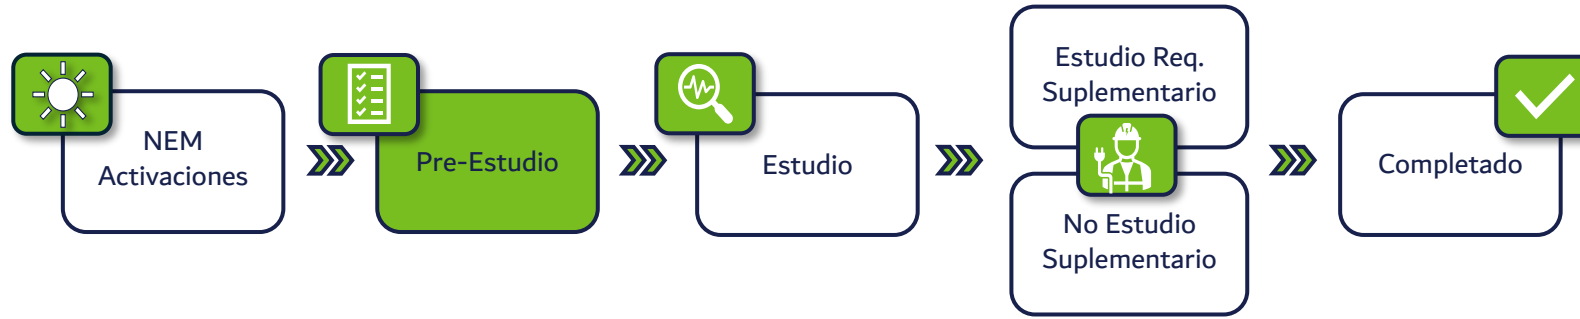 NEM
Activaciones
Pre-Estudio
Estudio
Estudio Req.
Suplementario
No Estudio
Suplementario
Completado